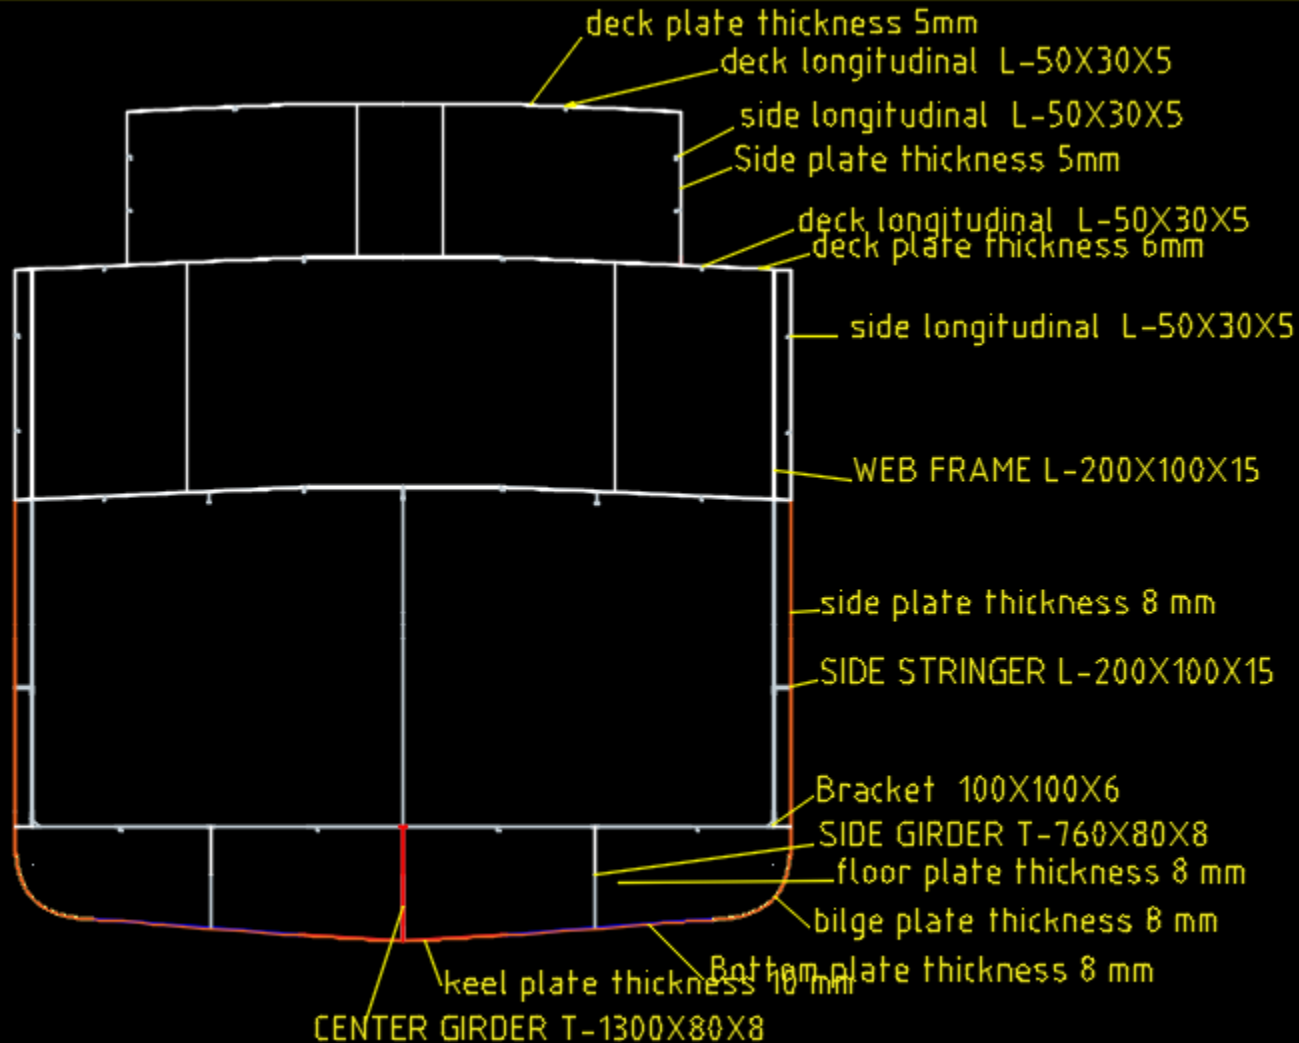 deck plate thickness 5mm
deck longitudinal L-50X30X5
side longitudinal L-50X30X5
Side plate thickness 5mm
deck longitudinal L-50X30X5
deck plate thickness 6mm
side longitudinal L-50X30X5
WEB FRAME L-200X100X15
side plate thickness 8 mm
SIDE STRINGER L-200X100X15
Bracket 100X100X6
SIDE GIRDER T-760X80X8
floor plate thickness 8 mm
bilge plate thickness 8 mm
Bottom plate thickness 8 mm
keel plate thickness 10 mm
CENTER GIRDER T-1300X80X8